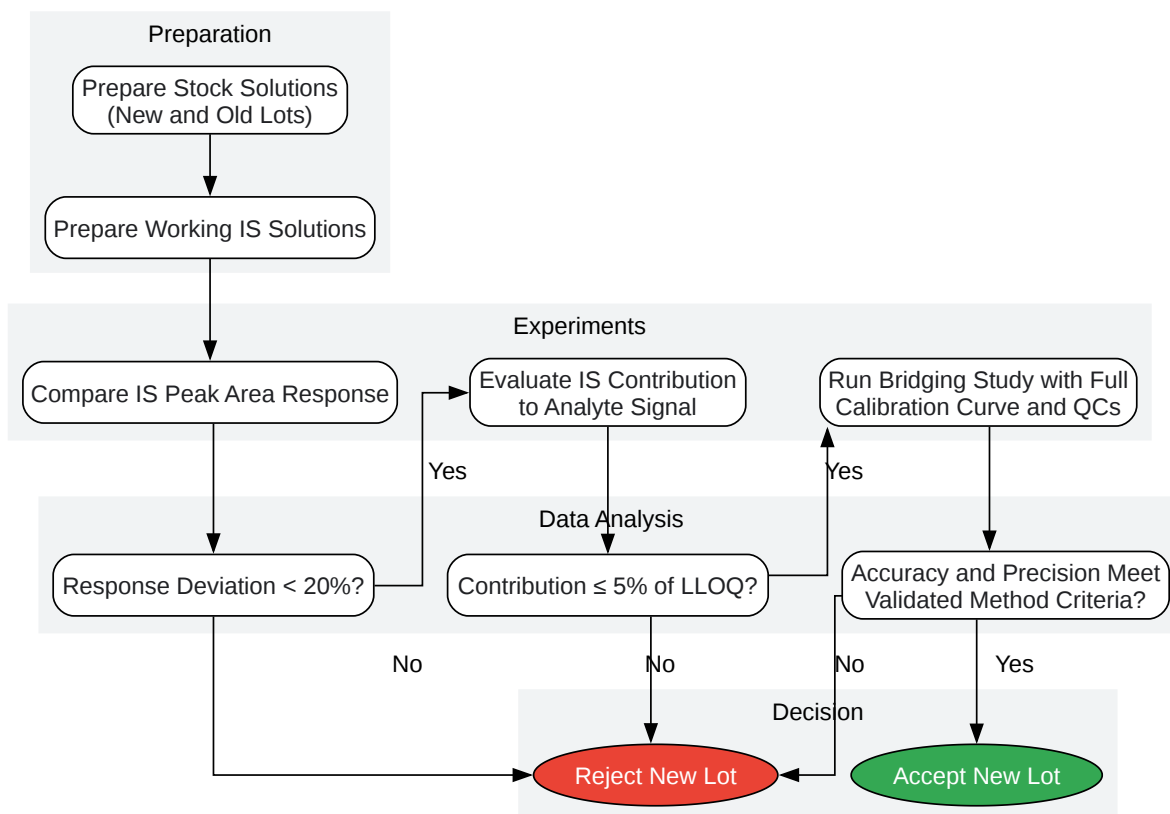 Preparation
Prepare Stock Solutions
(New and Old Lots)
Prepare Working IS Solutions
Experiments
Compare IS Peak Area Response
Evaluate IS Contribution
to Analyte Signal
Run Bridging Study with Full
Calibration Curve and QCs
Yes
Yes
Data Analysis
Response Deviation < 20%?
Contribution ≤ 5% of LLOQ?
Accuracy and Precision Meet
Validated Method Criteria?
No
No
No
Yes
Decision
Reject New Lot
Accept New Lot